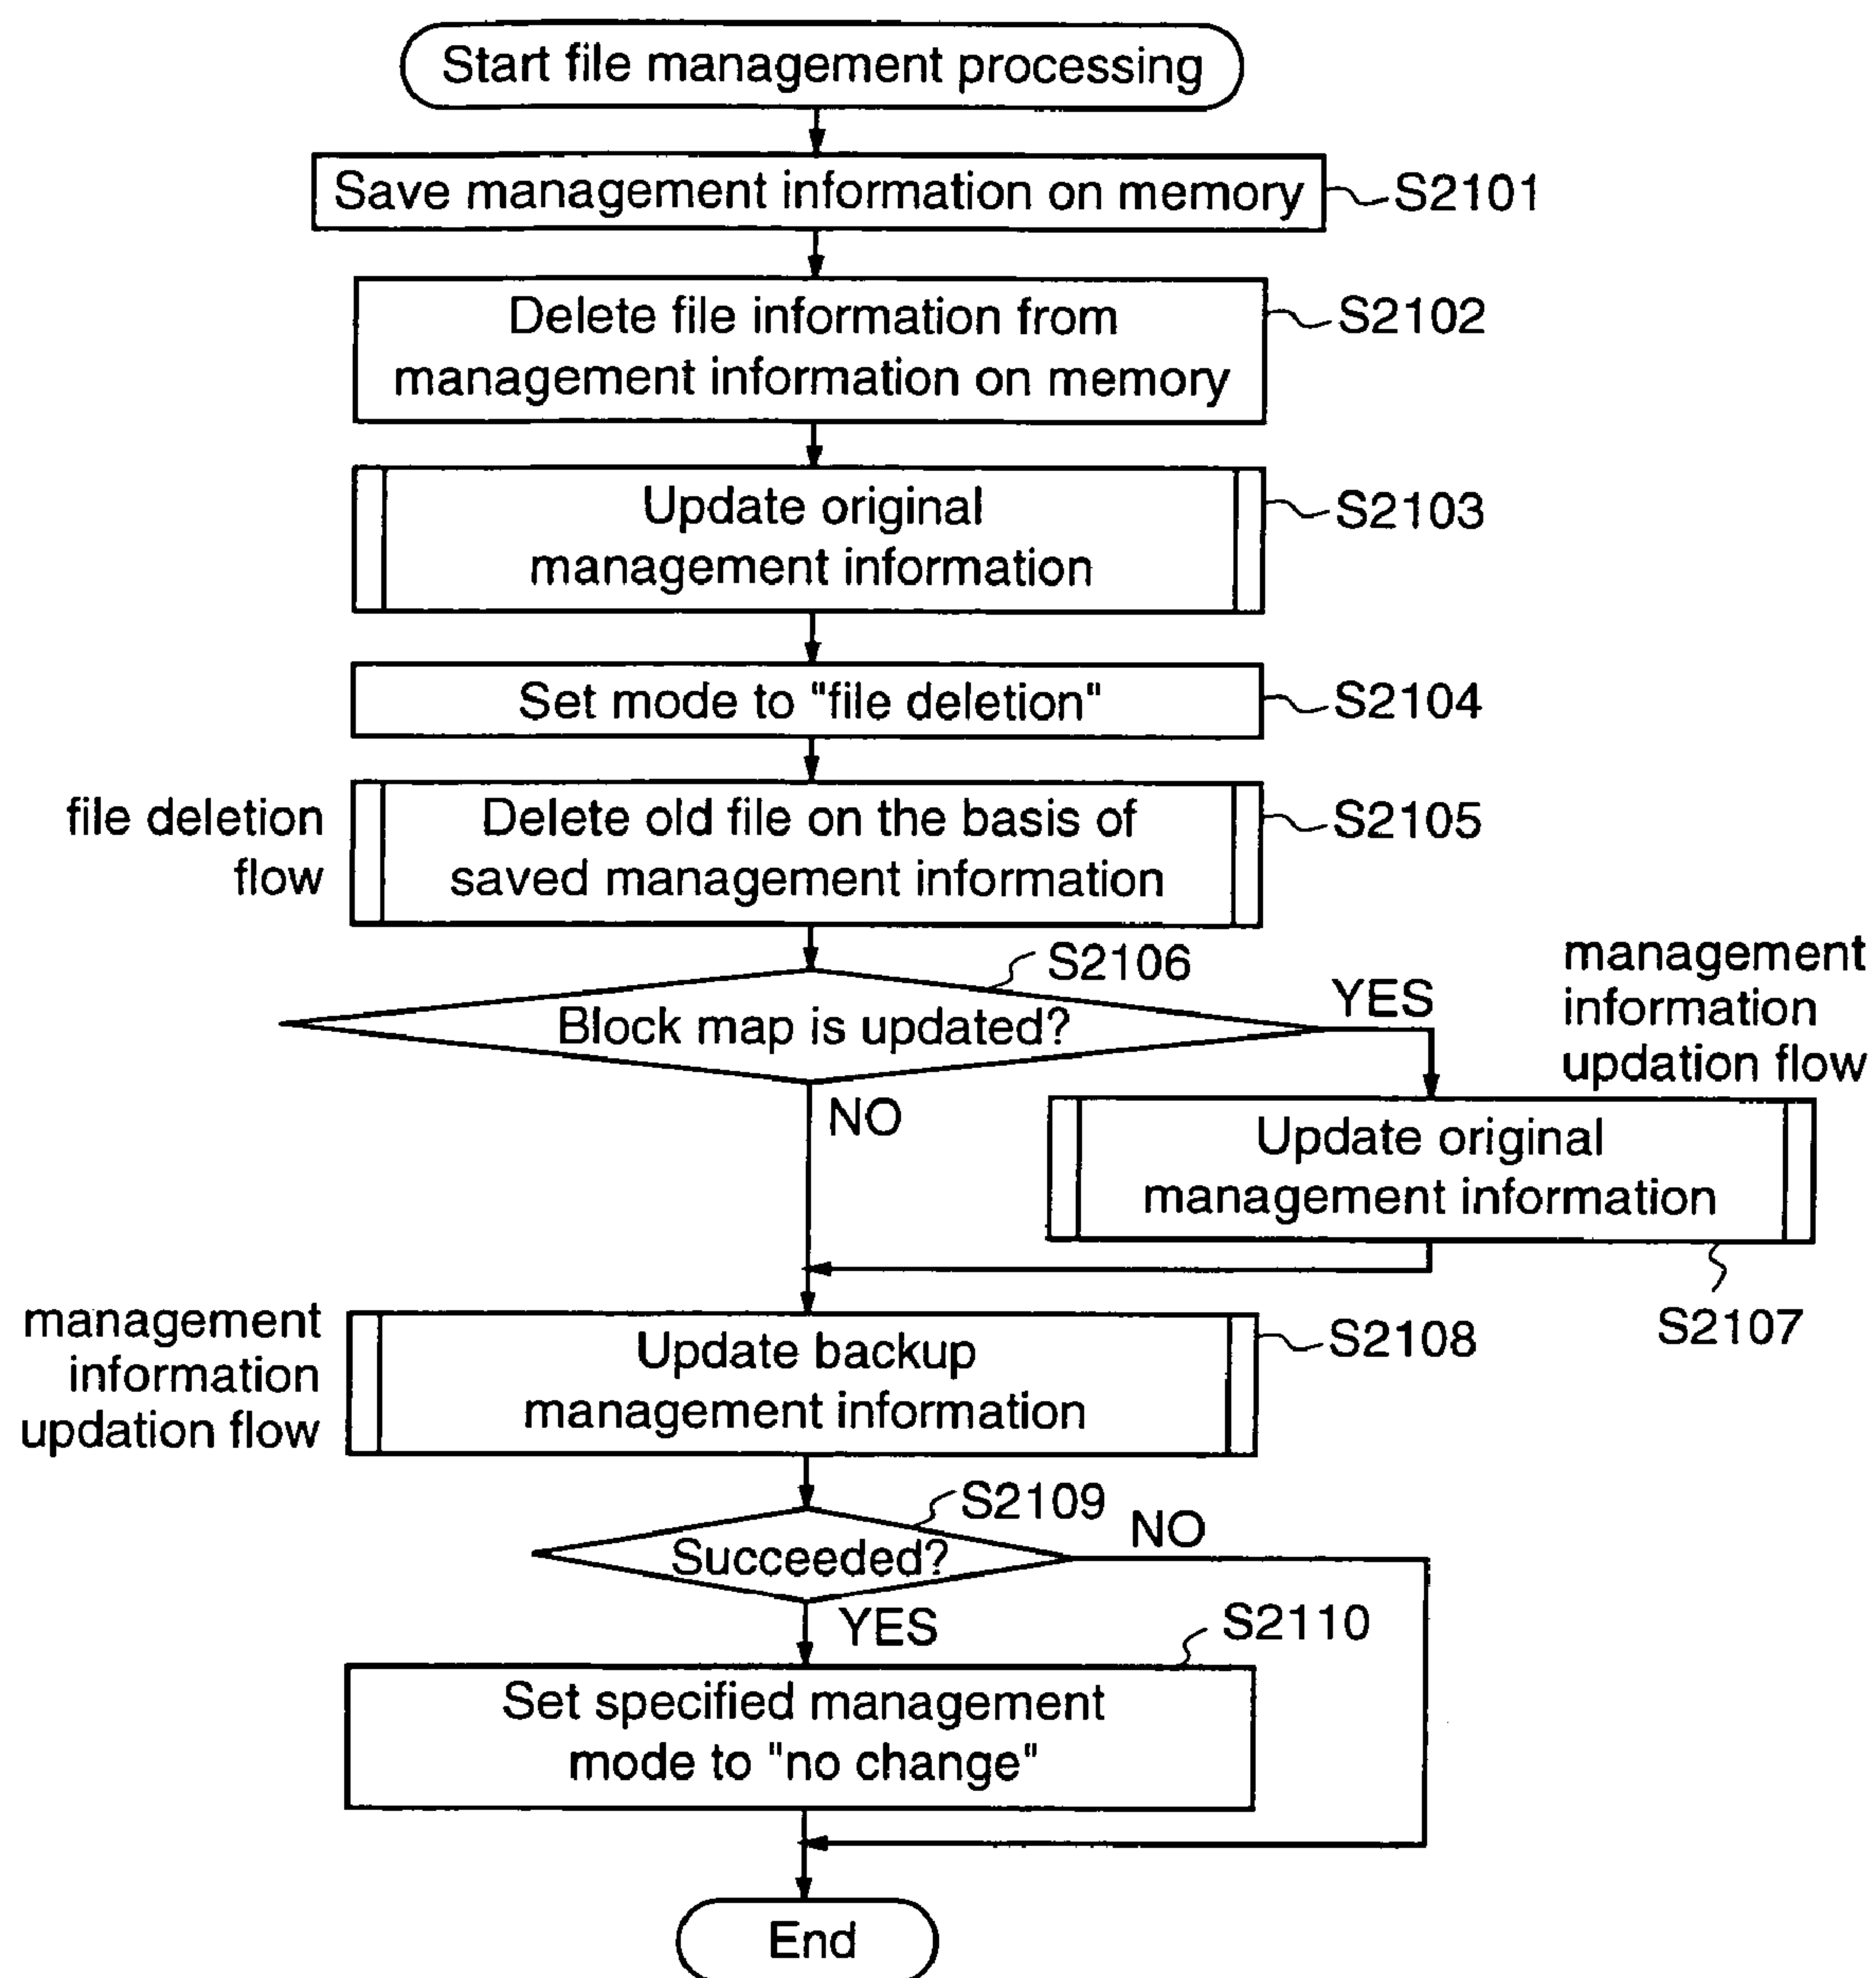 Start file management processing
Save management information on memory
S2101
Delete file information from
management information on memory
S2102
Update original
management information
S2103
Set mode to "file deletion"
S2104
file deletion
flow
Delete old file on the basis of
saved management information
S2105
S2106
Block map is updated?
YES
NO
management
information
updation flow
Update original
management information
S2107
management
information
updation flow
Update backup
management information
S2108
S2109
Succeeded?
NO
YES
S2110
Set specified management
mode to "no change"
End